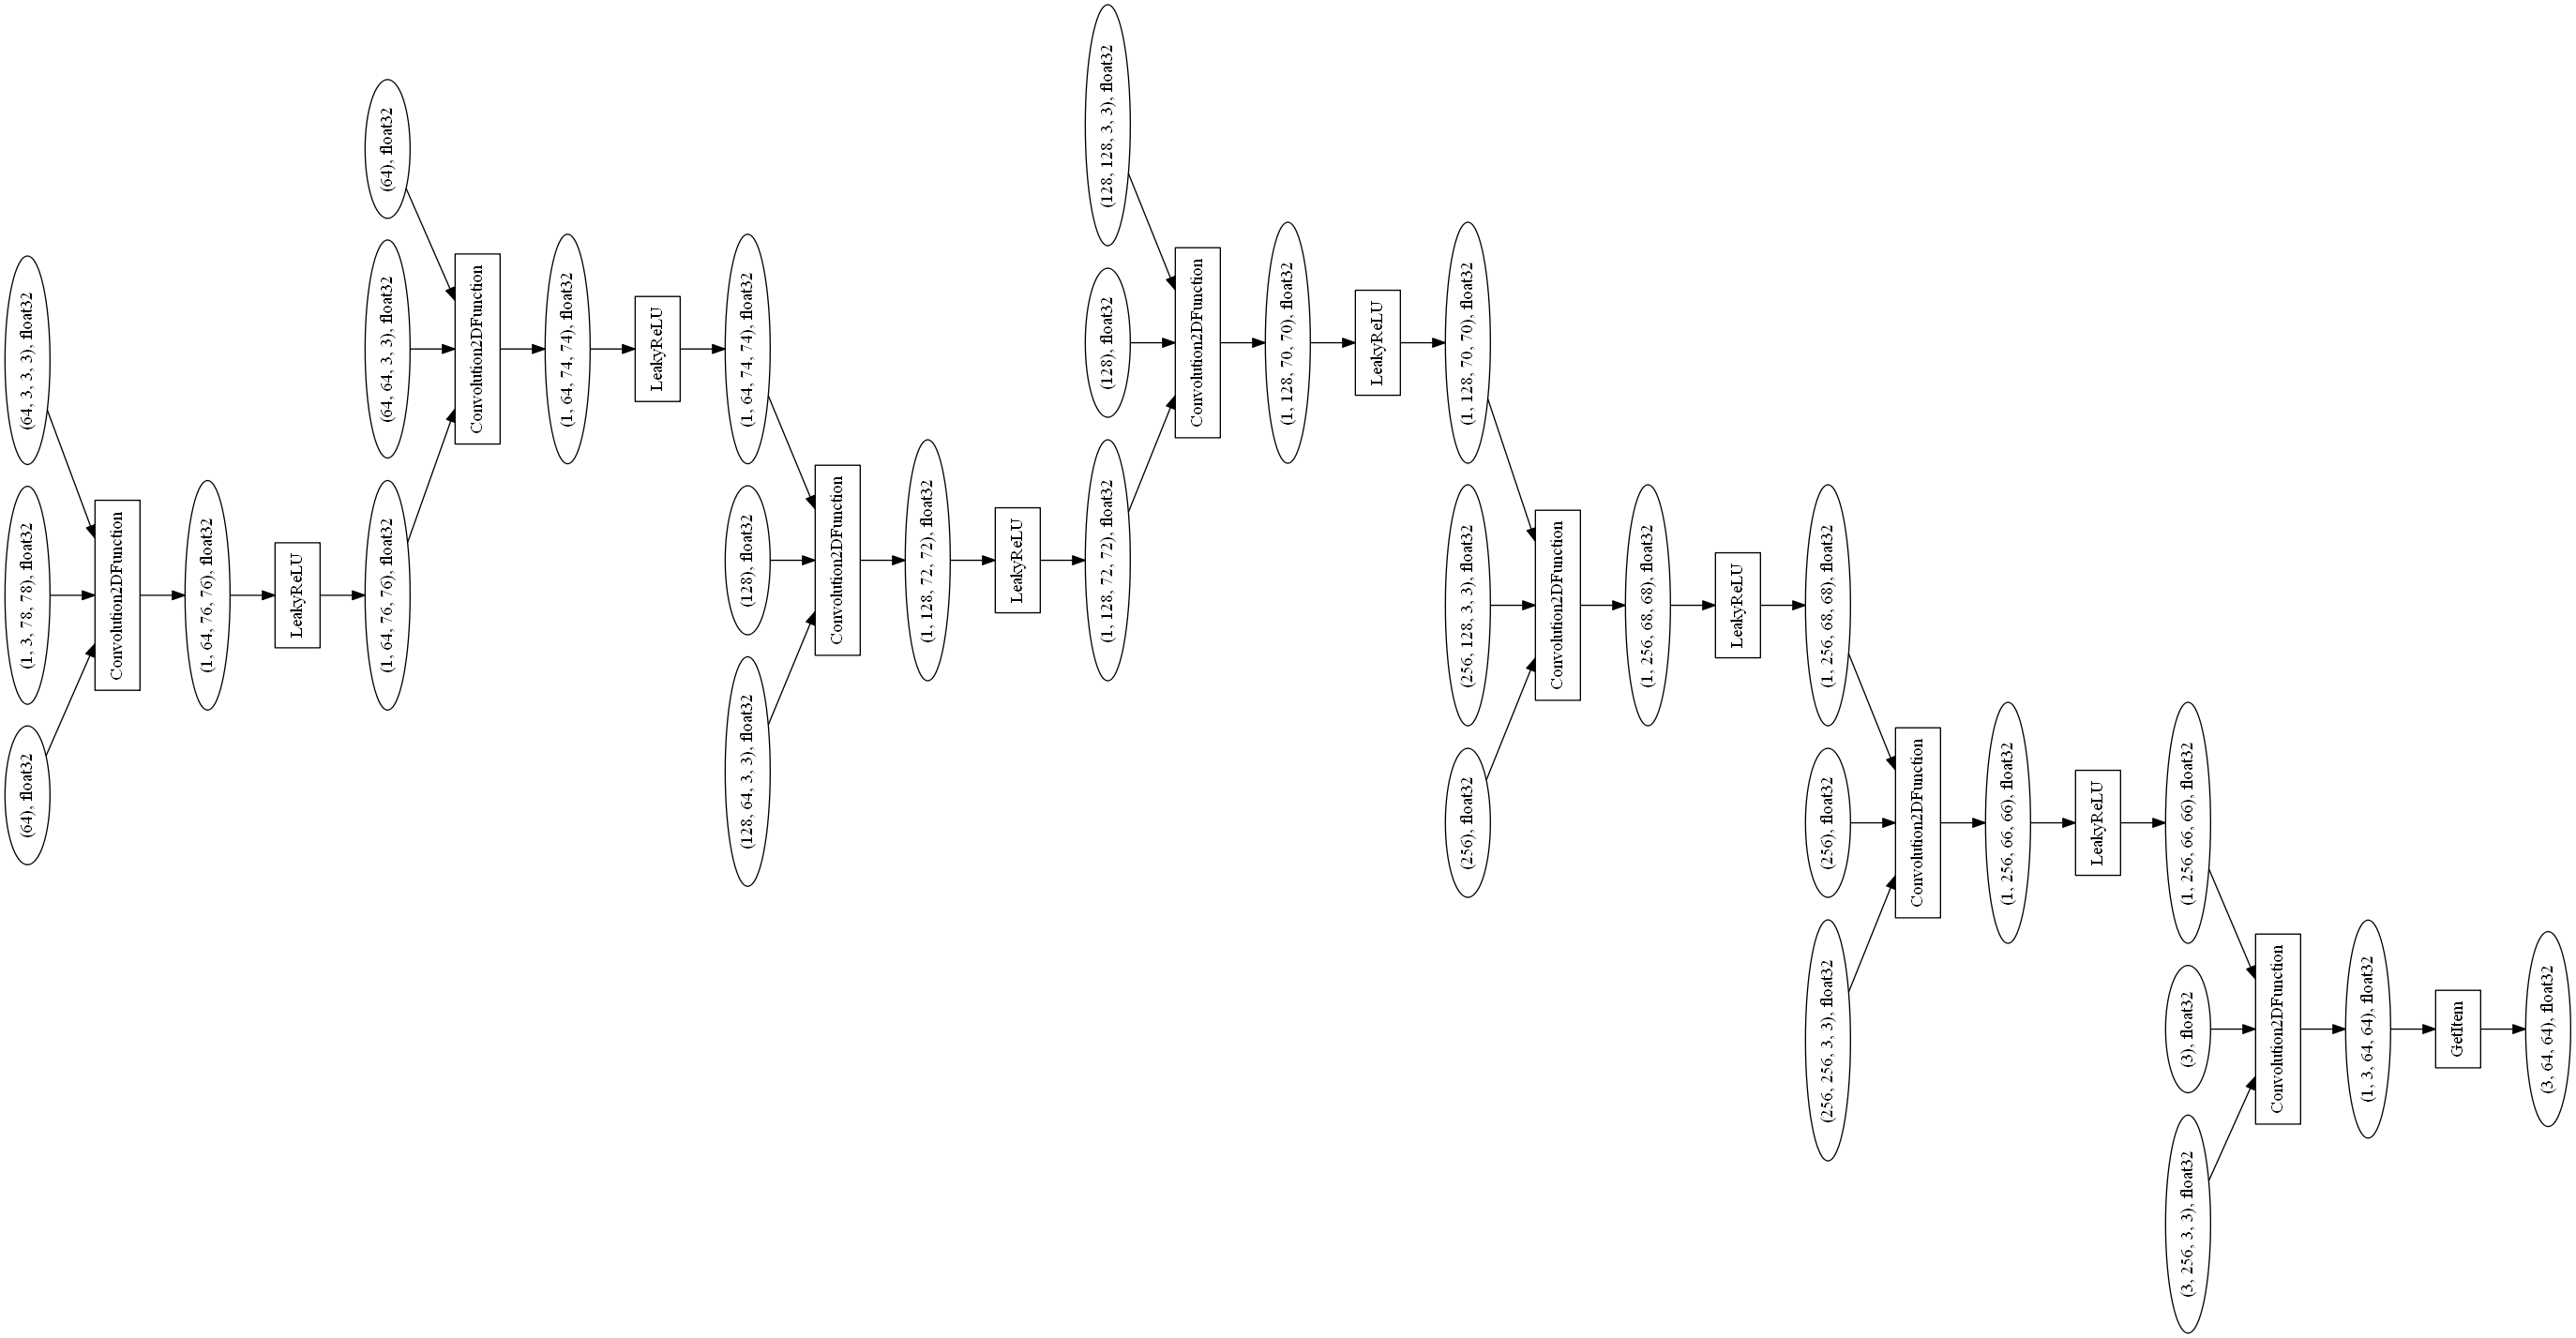 (64, 3, 3, 3), float32
(1, 3, 78, 78), float32
(64), float32
Convolution2DFunction
(1, 64, 76, 76), float32
LeakyReLU
(64), float32
(64, 64, 3, 3), float32
(1, 64, 76, 76), float32
Convolution2DFunction
(1, 64, 74, 74), float32
LeakyReLU
(1, 64, 74, 74), float32
(128), float32
(128, 64, 3, 3), float32
Convolution2DFunction
(1, 128, 72, 72), float32
LeakyReLU
(128, 128, 3, 3), float32
(128), float32
(1, 128, 72, 72), float32
Convolution2DFunction
(1, 128, 70, 70), float32
LeakyReLU
(1, 128, 70, 70), float32
(256, 128, 3, 3), float32
(256), float32
Convolution2DFunction
(1, 256, 68, 68), float32
LeakyReLU
(1, 256, 68, 68), float32
(256), float32
(256, 256, 3, 3), float32
Convolution2DFunction
(1, 256, 66, 66), float32
LeakyReLU
(1, 256, 66, 66), float32
(3), float32
(3, 256, 3, 3), float32
Convolution2DFunction
(1, 3, 64, 64), float32
GetItem
(3, 64, 64), float32